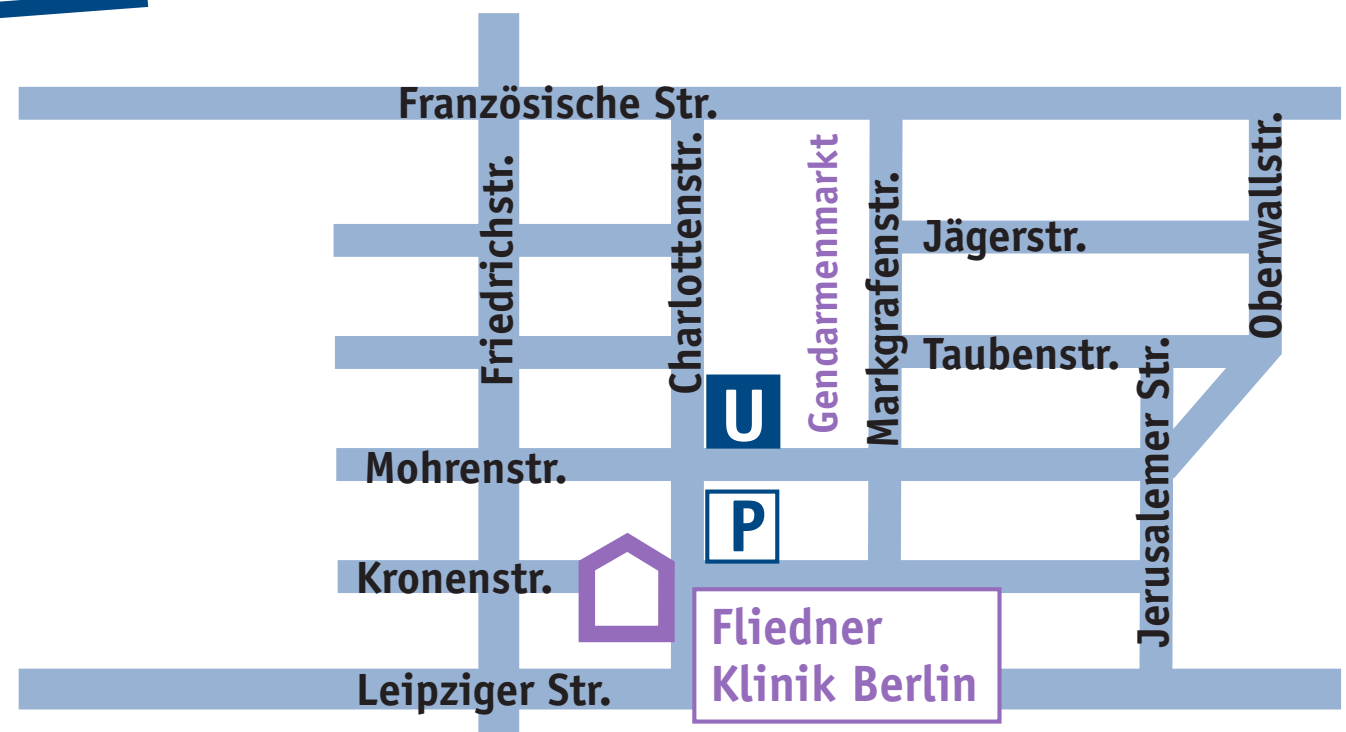 Französische Str.
Friedrichstr.
Charlottenstr.
Gendarmenmarkt
Markgrafenstr.
Oberwallstr.
Jägerstr.
Taubenstr.
Jerusalemer Str.
U
Mohrenstr.
P
Kronenstr.
Fliedner
Klinik Berlin
Leipziger Str.